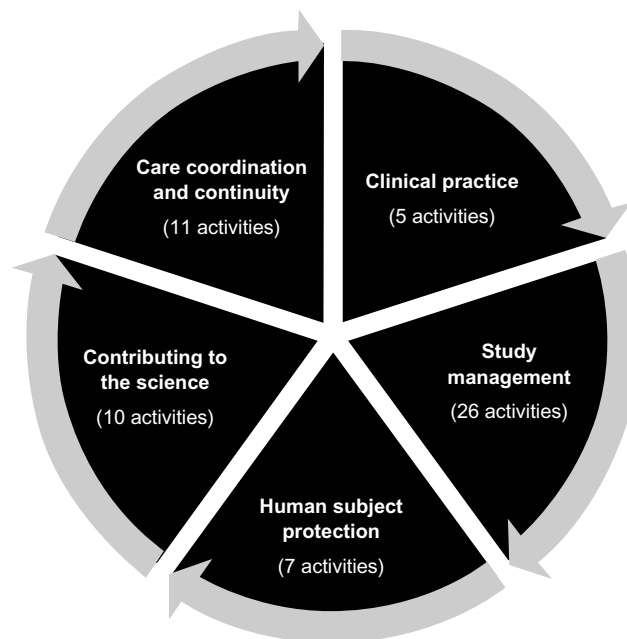 Care coordination
and continuity
(11 activities)
Clinical practice
(5 activities)
Study
management
(26 activities)
Human subject
protection
(7 activities)
Contributing to
the science
(10 activities)